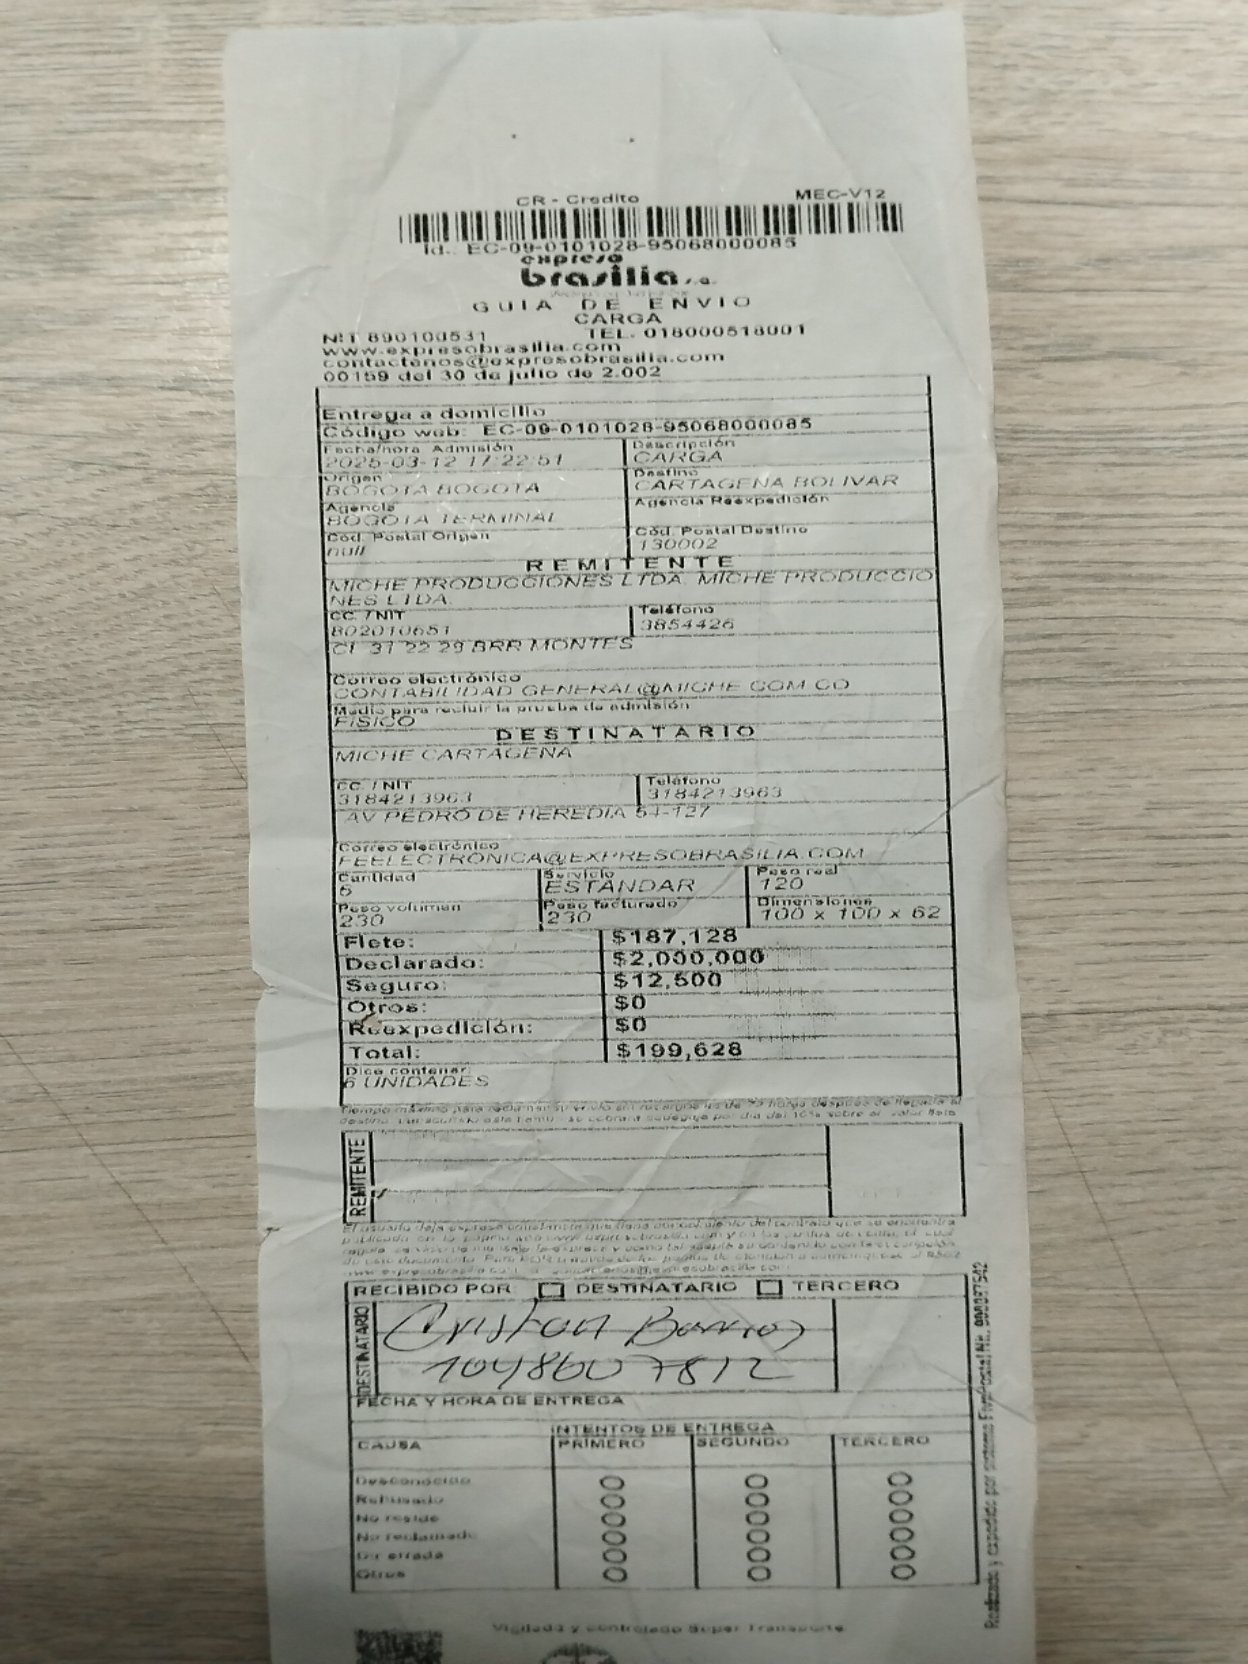 CR - Credito
MEC-V12
Id.. EC-09-0101028-95068000085
expreso
brasilia s.a.
GUIA DE ENVIO
CARGA
NIT 890100531 TEL. 018000518001
www.expresobrasilia.com
contactenos@expresobrasilia.com
00159 del 30 de julio de 2.002
Entrega a domicilio
Código web: EC-09-0101028-95068000085
Fecha/hora Admisión Descripción
2025-03-12 17:22:51 CARGA
Origen Destino
BOGOTA BOGOTA CARTAGENA BOLIVAR
Agencia Agencia Reexpedición
BOGOTA TERMINAL
Cod. Postal Origen Cód. Postal Destino
null 130002
REMITENTE
MICHE PRODUCCIONES LTDA. MICHE PRODUCCIO
NES LTDA.
CC. / NIT Teléfono
802010651 3854426
CL 37 22 29 BRR MONTES
Correo electrónico
CONTABILIDAD GENERAL@MICHE COM CO
Medio para recluir la prueba de admisión
FISICO
DESTINATARIO
MICHE CARTAGENA
CC. / NIT Teléfono
3184213963 3184213963
AV PEDRO DE HEREDIA 54-127
Correo electrónico
FEELECTRONICA@EXPRESOBRASILIA.COM
Cantidad Servicio Peso real
6 ESTANDAR 120
Peso volumen Peso facturado Dimensiones
230 230 100 x 100 x 62
Flete: $187,128
Declarado: $2,000,000
Seguro: $12,500
Otros: $0
Reexpedición: $0
Total: $199,628
Dice contener:
6 UNIDADES
REMITENTE
RECIBIDO POR DESTINATARIO TERCERO
DESTINATARIO
Cristian Barrios
1048607812
FECHA Y HORA DE ENTREGA
INTENTOS DE ENTREGA
CAUSA PRIMERO SEGUNDO TERCERO
Desconocido
Rehusado
No reside
No reclamado
Dir errada
Otros
Vigilado y controlado Super Transporte